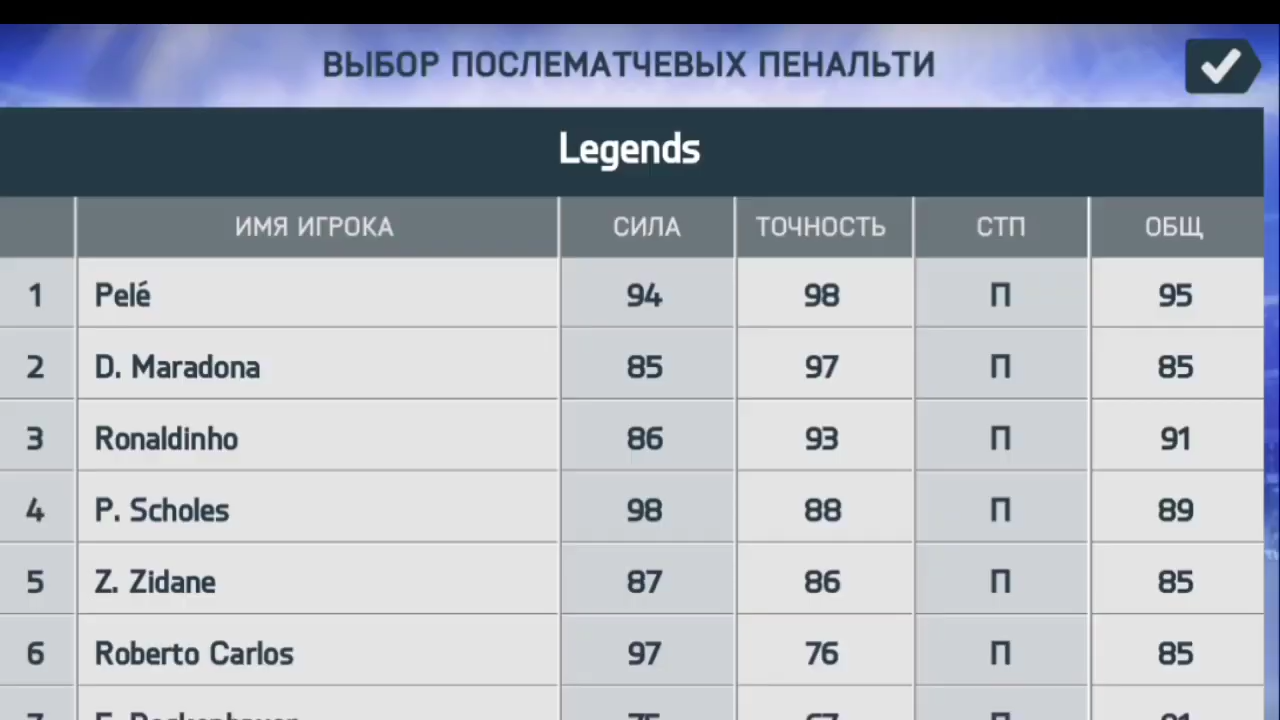 ВЫБОР ПОСЛЕМАТЧЕВЫХ ПЕНАЛЬТИ
Legends
ИМЯ ИГРОКА СИЛА ТОЧНОСТЬ СТП ОБЩ
1 Pelé 94 98 П 95
2 D. Maradona 85 97 П 85
3 Ronaldinho 86 93 П 91
4 P. Scholes 98 88 П 89
5 Z. Zidane 87 86 П 85
6 Roberto Carlos 97 76 П 85